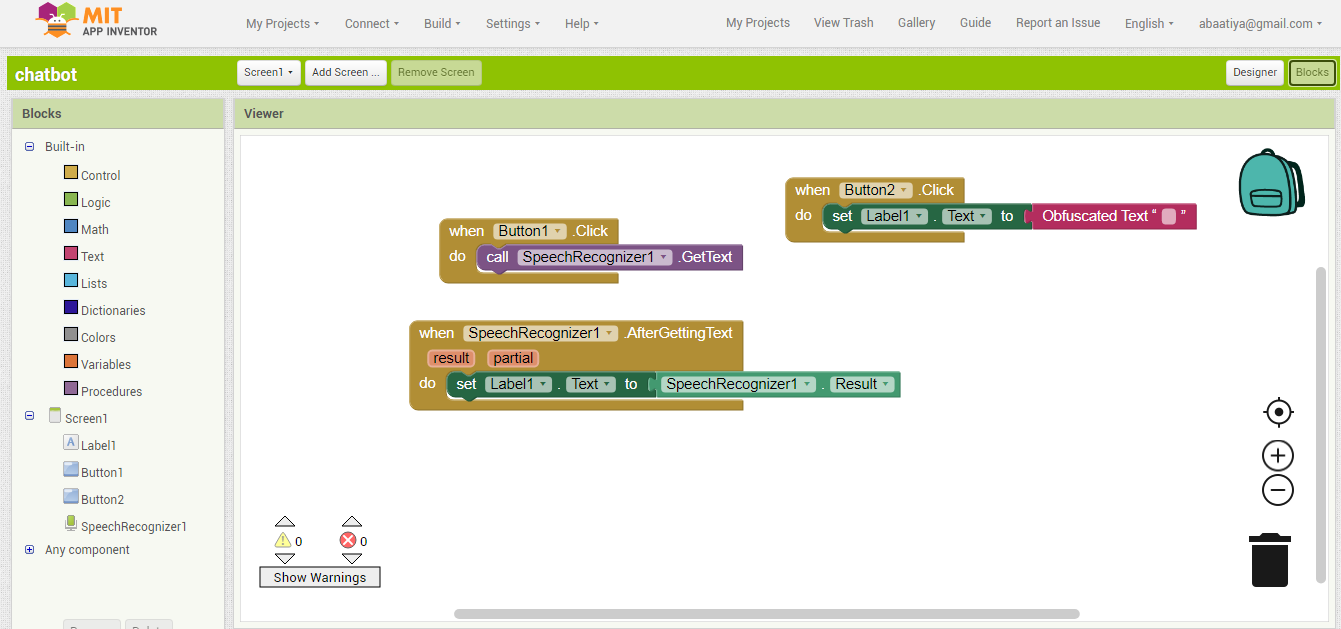 MIT
APP INVENTOR
My Projects Connect Build Settings Help My Projects View Trash Gallery Guide Report an Issue English abaatiya@gmail.com
chatbot Screen1 Add Screen ... Remove Screen Designer Blocks
Blocks
Viewer
Built-in
Control
Logic
Math
Text
Lists
Dictionaries
Colors
Variables
Procedures
Screen1
Label1
Button1
Button2
SpeechRecognizer1
Any component
when Button1 .Click
do call SpeechRecognizer1 .GetText
when Button2 .Click
do set Label1 . Text to Obfuscated Text “ ”
when SpeechRecognizer1 .AfterGettingText
result partial
do set Label1 . Text to SpeechRecognizer1 . Result
0 0
Show Warnings